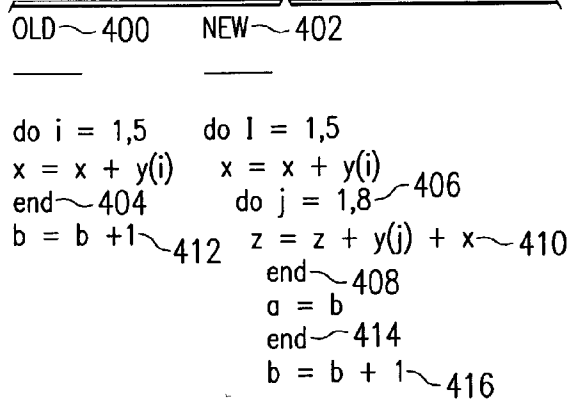 OLD 400 NEW 402
do i = 1,5 do I = 1,5
x = x + y(i) x = x + y(i)
end 404 do j = 1,8 406
b = b +1 412 z = z + y(j) + x 410
end 408
a = b
end 414
b = b + 1 416